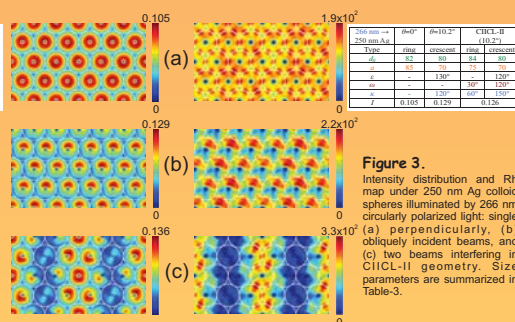 0.105
1.9x10²
(a)
0
0
266 nm → θ=0° θ=10.2° CIICL-II
250 nm Ag (10.2°)
Type ring crescent ring crescent
82 80 84 80
a 85 70 75 70
ε - 130° - 120°
ω - - 30° 120°
κ - 120° 60° 150°
I 0.105 0.129 0.126
0.129
2.2x10²
(b)
0
0
Figure 3.
Intensity distribution and
map under 250 nm Ag colloid
spheres illuminated by 266 nm
circularly polarized light: single
(a) perpendicularly, (b)
obliquely incident beams, and
(c) two beams interfering in
CIICL-II geometry. Size
parameters are summarized in
Table-3.
0.136
3.3x10²
(c)
0
0